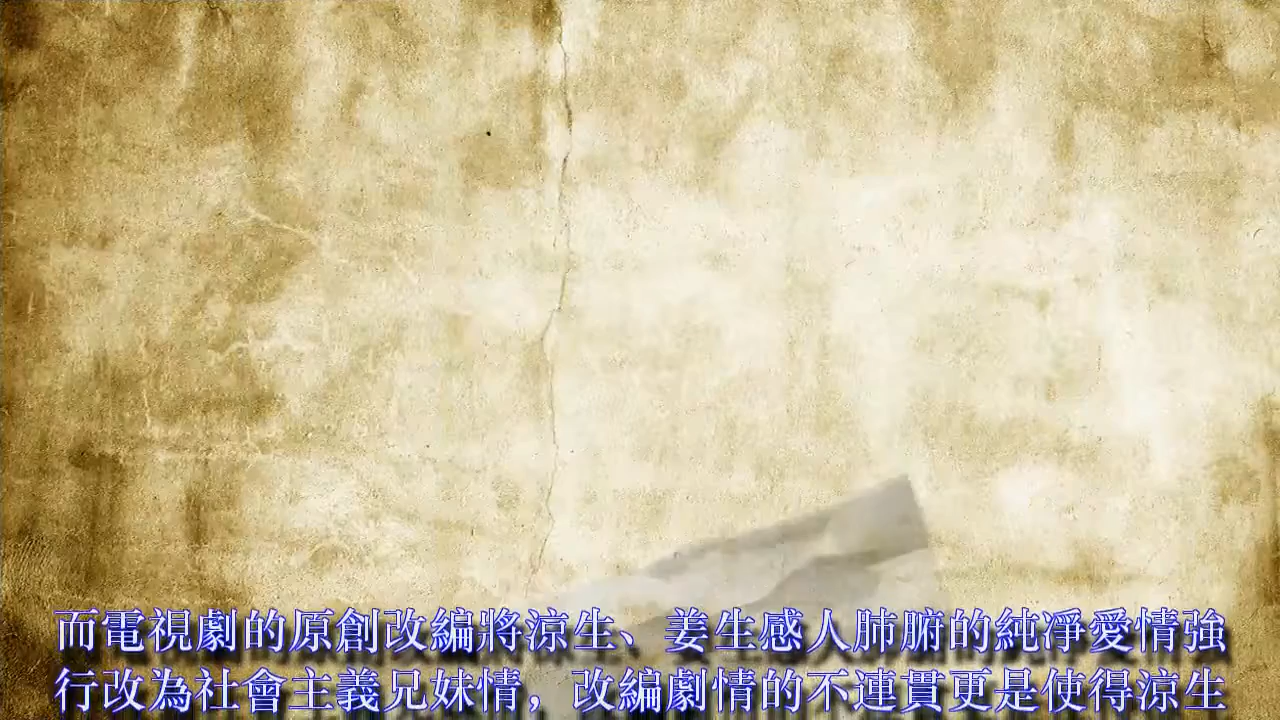 而電視劇的原創改編將涼生、姜生感人肺腑的純凈愛情強
行改為社會主義兄妹情，改編劇情的不連貫更是使得涼生